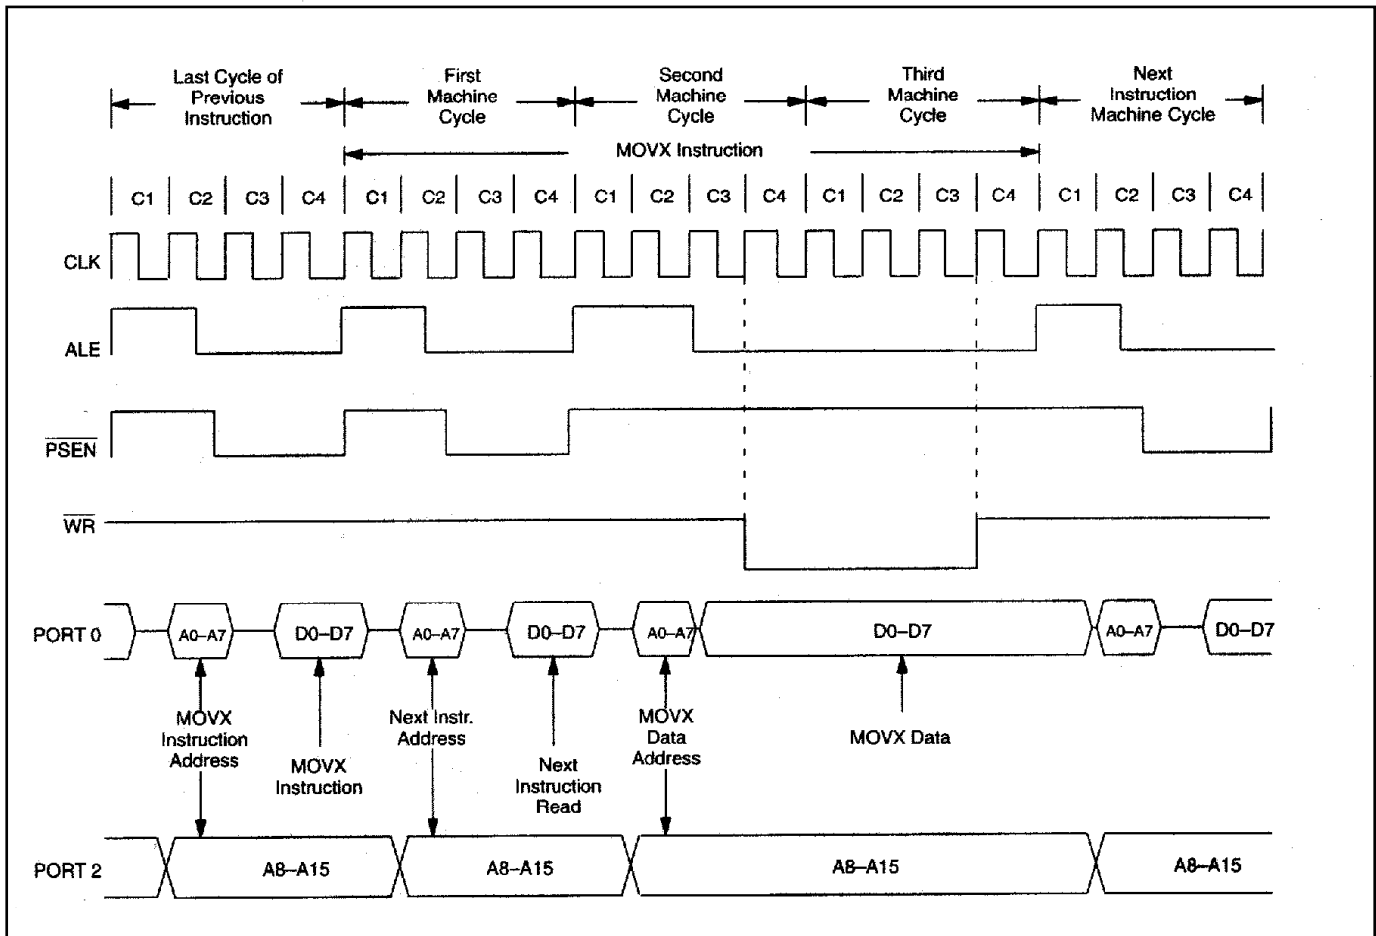 Last Cycle of
Previous
Instruction
First
Machine
Cycle
Second
Machine
Cycle
Third
Machine
Cycle
Next
Instruction
Machine Cycle
MOVX Instruction
C1 C2 C3 C4 C1 C2 C3 C4 C1 C2 C3 C4 C1 C2 C3 C4 C1 C2 C3 C4
CLK
ALE
PSEN
WR
PORT 0
A0–A7 D0–D7 A0–A7 D0–D7 A0–A7 D0–D7 A0–A7 D0–D7
MOVX
Instruction
Address
MOVX
Instruction
Next Instr.
Address
Next
Instruction
Read
MOVX
Data
Address
MOVX Data
PORT 2
A8–A15 A8–A15 A8–A15 A8–A15